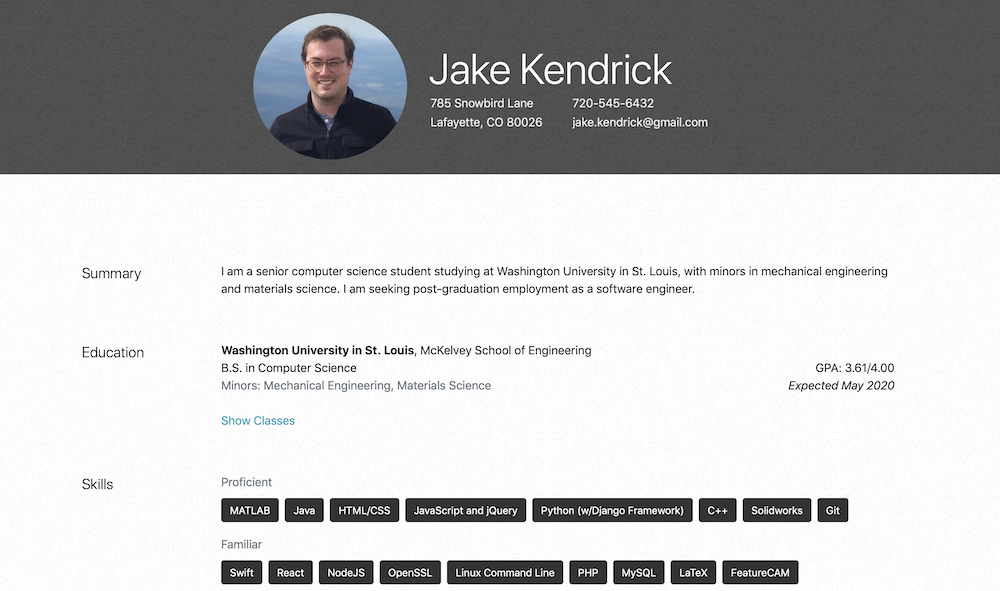 Jake Kendrick
785 Snowbird Lane
Lafayette, CO 80026
720-545-6432
jake.kendrick@gmail.com
Summary
I am a senior computer science student studying at Washington University in St. Louis, with minors in mechanical engineering
and materials science. I am seeking post-graduation employment as a software engineer.
Education
Washington University in St. Louis, McKelvey School of Engineering
B.S. in Computer Science
GPA: 3.61/4.00
Minors: Mechanical Engineering, Materials Science
Expected May 2020
Show Classes
Skills
Proficient
MATLAB Java HTML/CSS JavaScript and jQuery Python (w/Django Framework) C++ Solidworks Git
Familiar
Swift React NodeJS OpenSSL Linux Command Line PHP MySQL LaTeX FeatureCAM